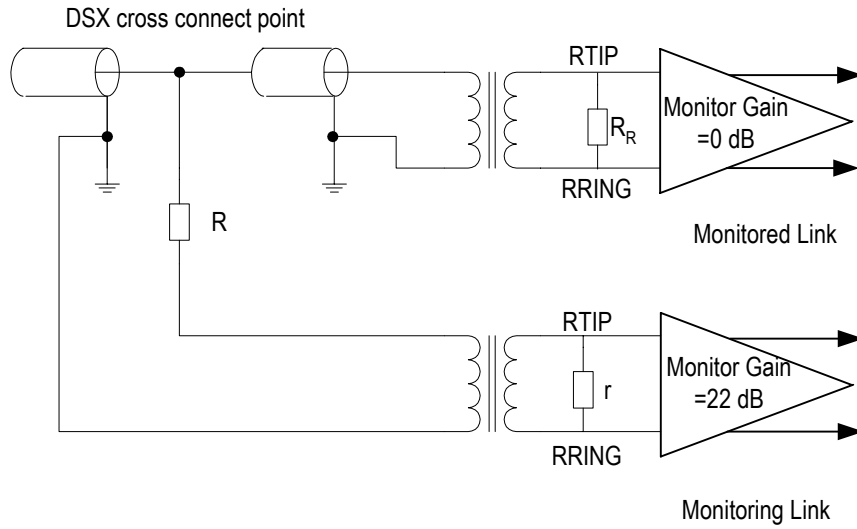 DSX cross connect point
RTIP
R_R
RRING
Monitor Gain
=0 dB
Monitored Link
R
RTIP
r
RRING
Monitor Gain
=22 dB
Monitoring Link